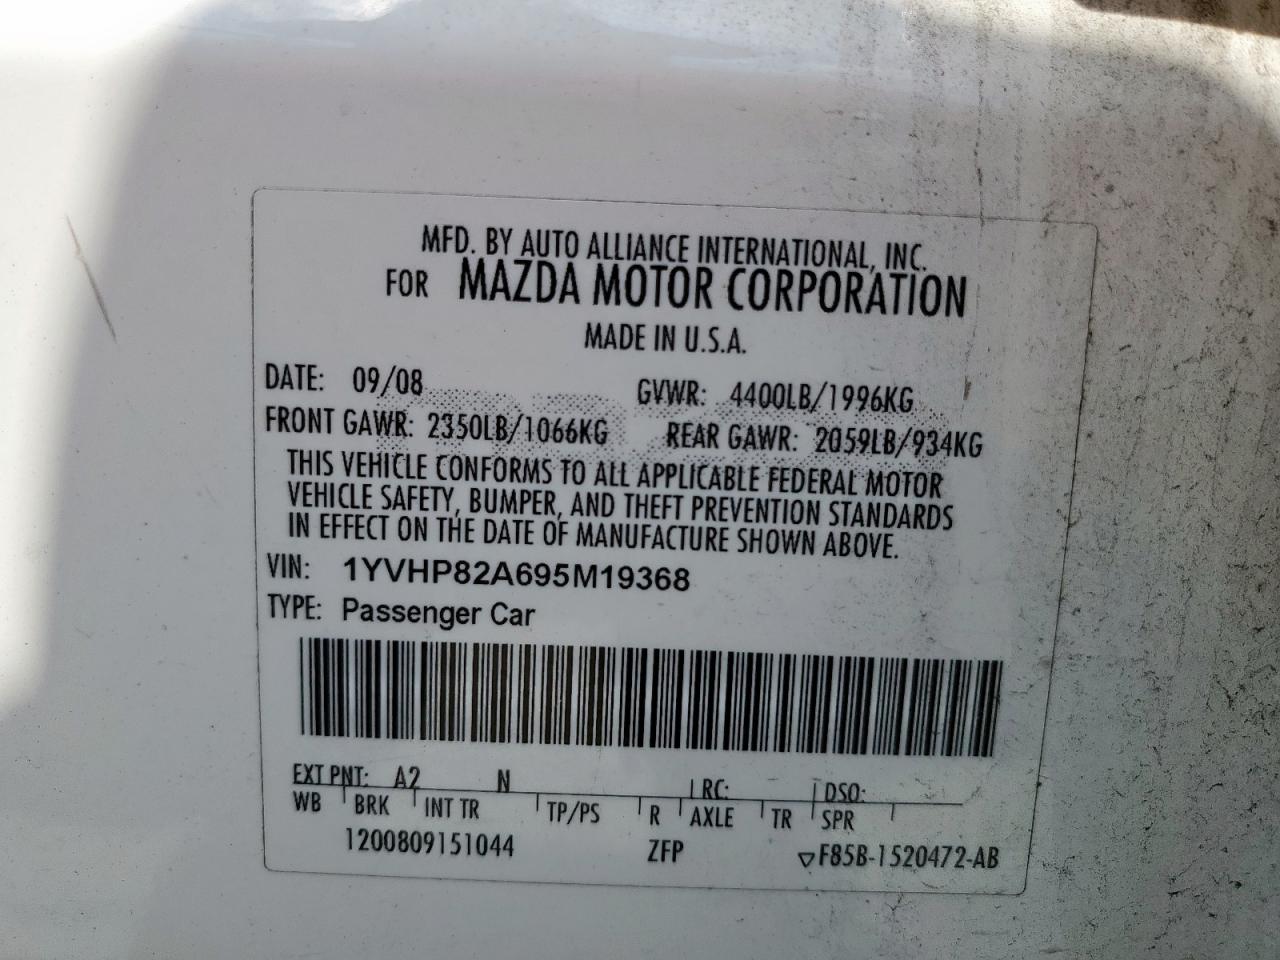 MFD. BY AUTO ALLIANCE INTERNATIONAL, INC.
FOR MAZDA MOTOR CORPORATION
MADE IN U.S.A.
DATE: 09/08 GVWR: 4400LB/1996KG
FRONT GAWR: 2350LB/1066KG REAR GAWR: 2059LB/934KG
THIS VEHICLE CONFORMS TO ALL APPLICABLE FEDERAL MOTOR
VEHICLE SAFETY, BUMPER, AND THEFT PREVENTION STANDARDS
IN EFFECT ON THE DATE OF MANUFACTURE SHOWN ABOVE.
VIN: 1YVHP82A695M19368
TYPE: Passenger Car
EXT PNT: A2 N RC: DSO:
WB BRK INT TR TP/PS R AXLE TR SPR
1200809151044 ZFP ▽F85B-1520472-AB